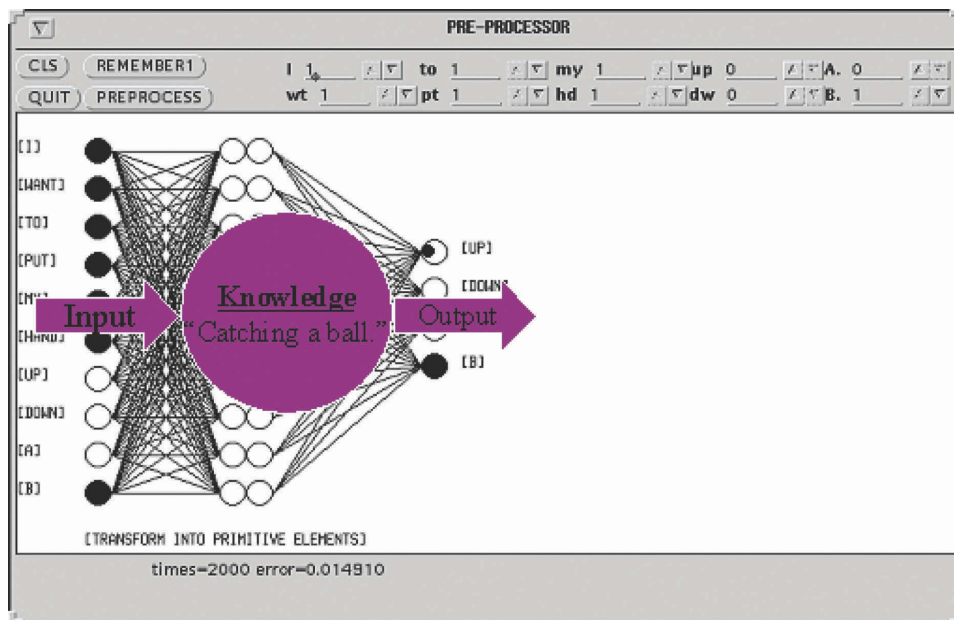 PRE-PROCESSOR
CLS REMEMBER1 I 1 to 1 my 1 up 0 A. 0
QUIT PREPROCESS wt 1 pt 1 hd 1 dw 0 B. 1
[I]
[WANT]
[TO]
[PUT]
[UP]
[DOWN]
Knowledge
Input
"Catching a ball."
Output
[HAND]
[B]
[UP]
[DOWN]
[A]
[B]
[TRANSFORM INTO PRIMITIVE ELEMENTS]
times=2000 error=0.014910